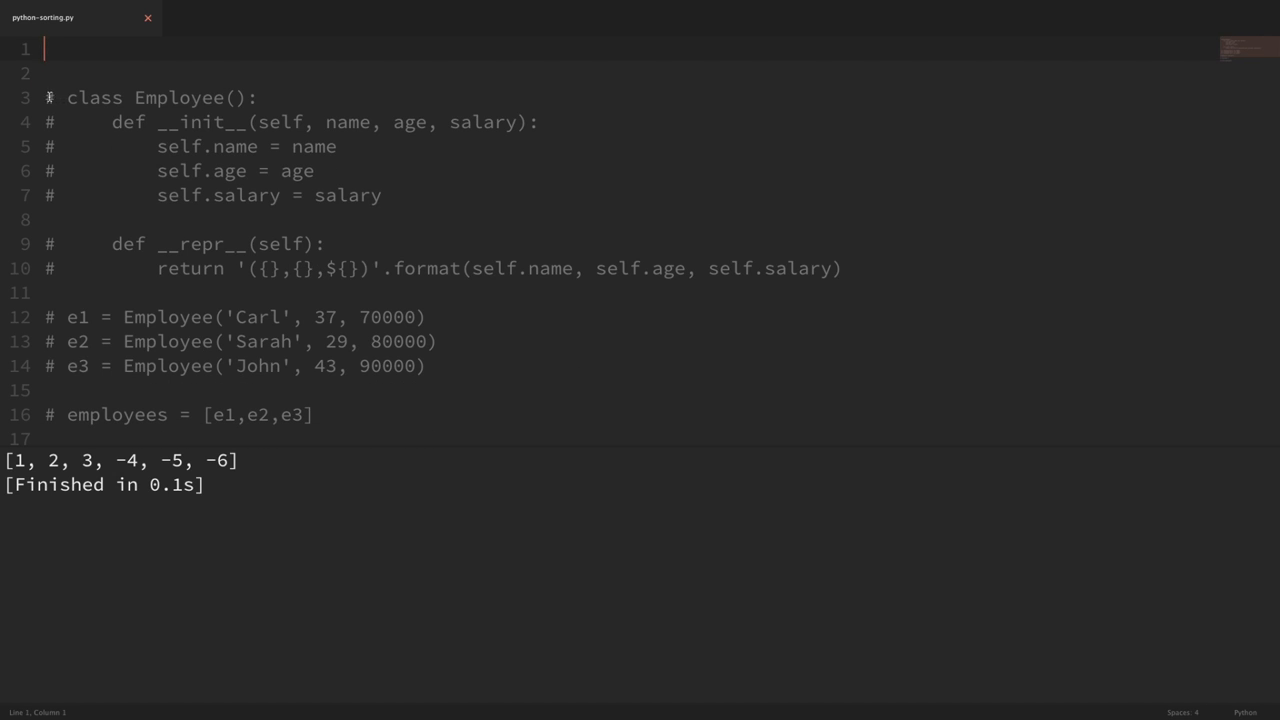 python-sorting.py
1
2
3 # class Employee():
4 #     def __init__(self, name, age, salary):
5 #         self.name = name
6 #         self.age = age
7 #         self.salary = salary
8
9 #     def __repr__(self):
10 #         return '({},{},${})'.format(self.name, self.age, self.salary)
11
12 # e1 = Employee('Carl', 37, 70000)
13 # e2 = Employee('Sarah', 29, 80000)
14 # e3 = Employee('John', 43, 90000)
15
16 # employees = [e1,e2,e3]
17
[1, 2, 3, -4, -5, -6]
[Finished in 0.1s]
Line 1, Column 1
Spaces: 4
Python